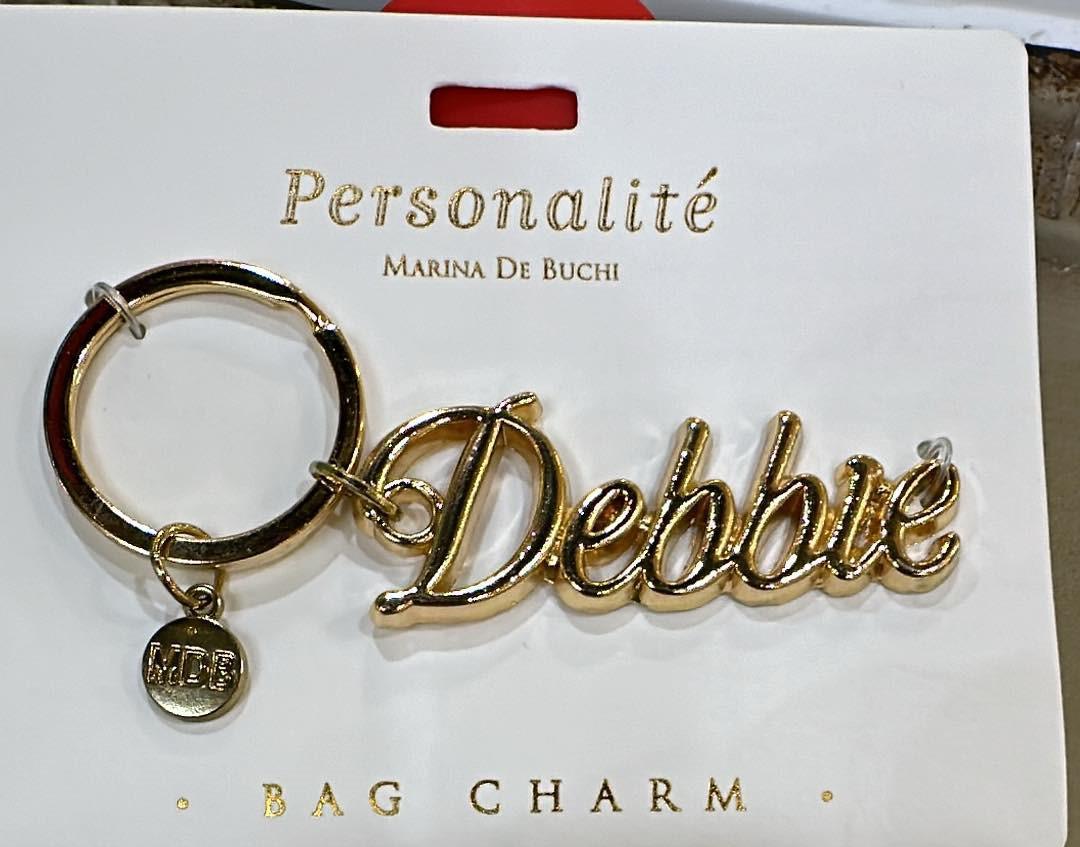 Personalité
MARINA DE BUCHI
Debbie
MDB
· BAG CHARM ·